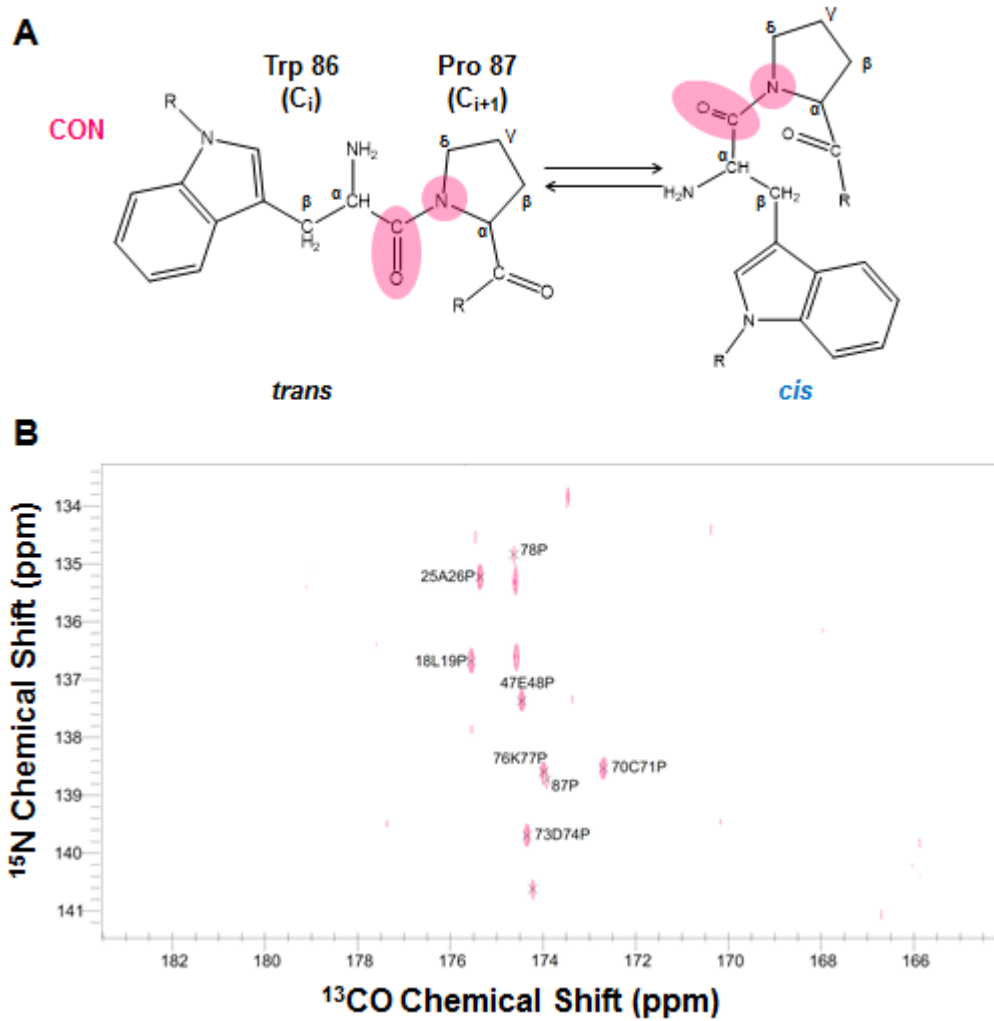 A
Trp 86
(Ci)
Pro 87
(Ci+1)
CON
R
N
NH2
β
α
CH
C
H2
C
O
N
δ
γ
β
α
C
O
R
trans
δ
γ
β
α
N
O
C
O
C
R
α
CH
H2N
β
CH2
N
R
cis
B
15N Chemical Shift (ppm)
134
135
136
137
138
139
140
141
78P
25A26P
18L19P
47E48P
76K77P
87P
70C71P
73D74P
182
180
178
176
174
172
170
168
166
13CO Chemical Shift (ppm)